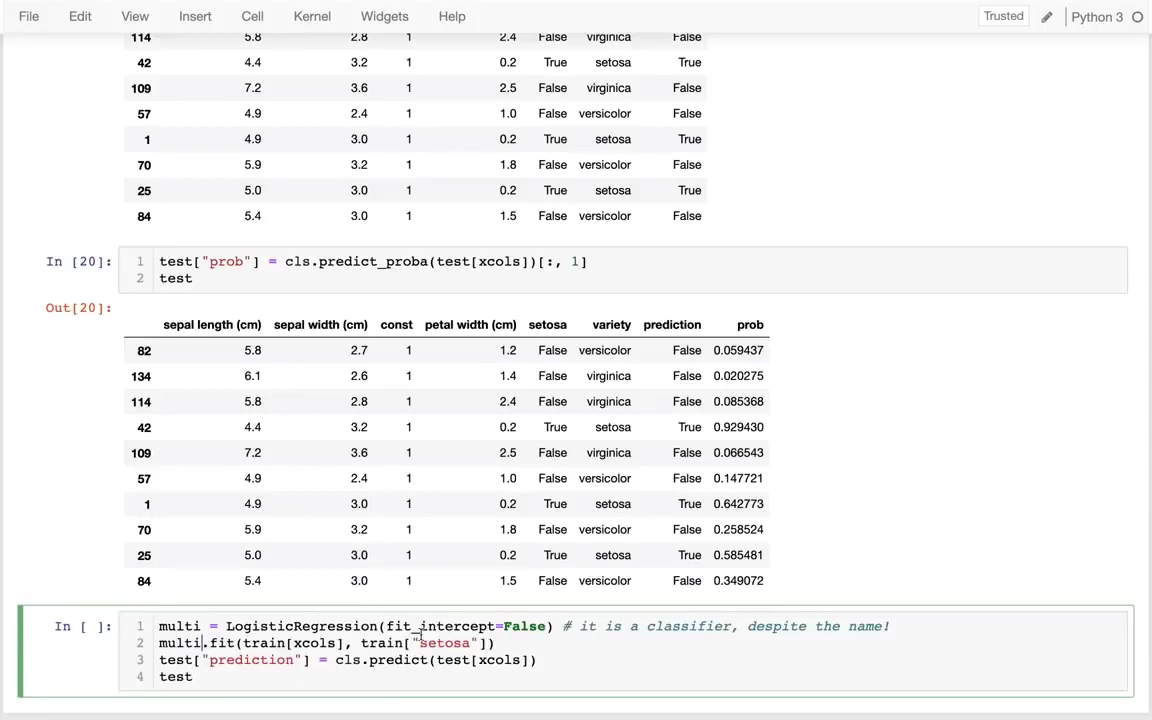 File Edit View Insert Cell Kernel Widgets Help Trusted Python 3
114 5.8 2.8 1 2.4 False virginica False
42 4.4 3.2 1 0.2 True setosa True
109 7.2 3.6 1 2.5 False virginica False
57 4.9 2.4 1 1.0 False versicolor False
1 4.9 3.0 1 0.2 True setosa True
70 5.9 3.2 1 1.8 False versicolor False
25 5.0 3.0 1 0.2 True setosa True
84 5.4 3.0 1 1.5 False versicolor False
In [20]: 1 test["prob"] = cls.predict_proba(test[xcols])[:, 1]
2 test
Out[20]:
sepal length (cm) sepal width (cm) const petal width (cm) setosa variety prediction prob
82 5.8 2.7 1 1.2 False versicolor False 0.059437
134 6.1 2.6 1 1.4 False virginica False 0.020275
114 5.8 2.8 1 2.4 False virginica False 0.085368
42 4.4 3.2 1 0.2 True setosa True 0.929430
109 7.2 3.6 1 2.5 False virginica False 0.066543
57 4.9 2.4 1 1.0 False versicolor False 0.147721
1 4.9 3.0 1 0.2 True setosa True 0.642773
70 5.9 3.2 1 1.8 False versicolor False 0.258524
25 5.0 3.0 1 0.2 True setosa True 0.585481
84 5.4 3.0 1 1.5 False versicolor False 0.349072
In [ ]: 1 multi = LogisticRegression(fit_intercept=False) # it is a classifier, despite the name!
2 multi.fit(train[xcols], train["setosa"])
3 test["prediction"] = cls.predict(test[xcols])
4 test